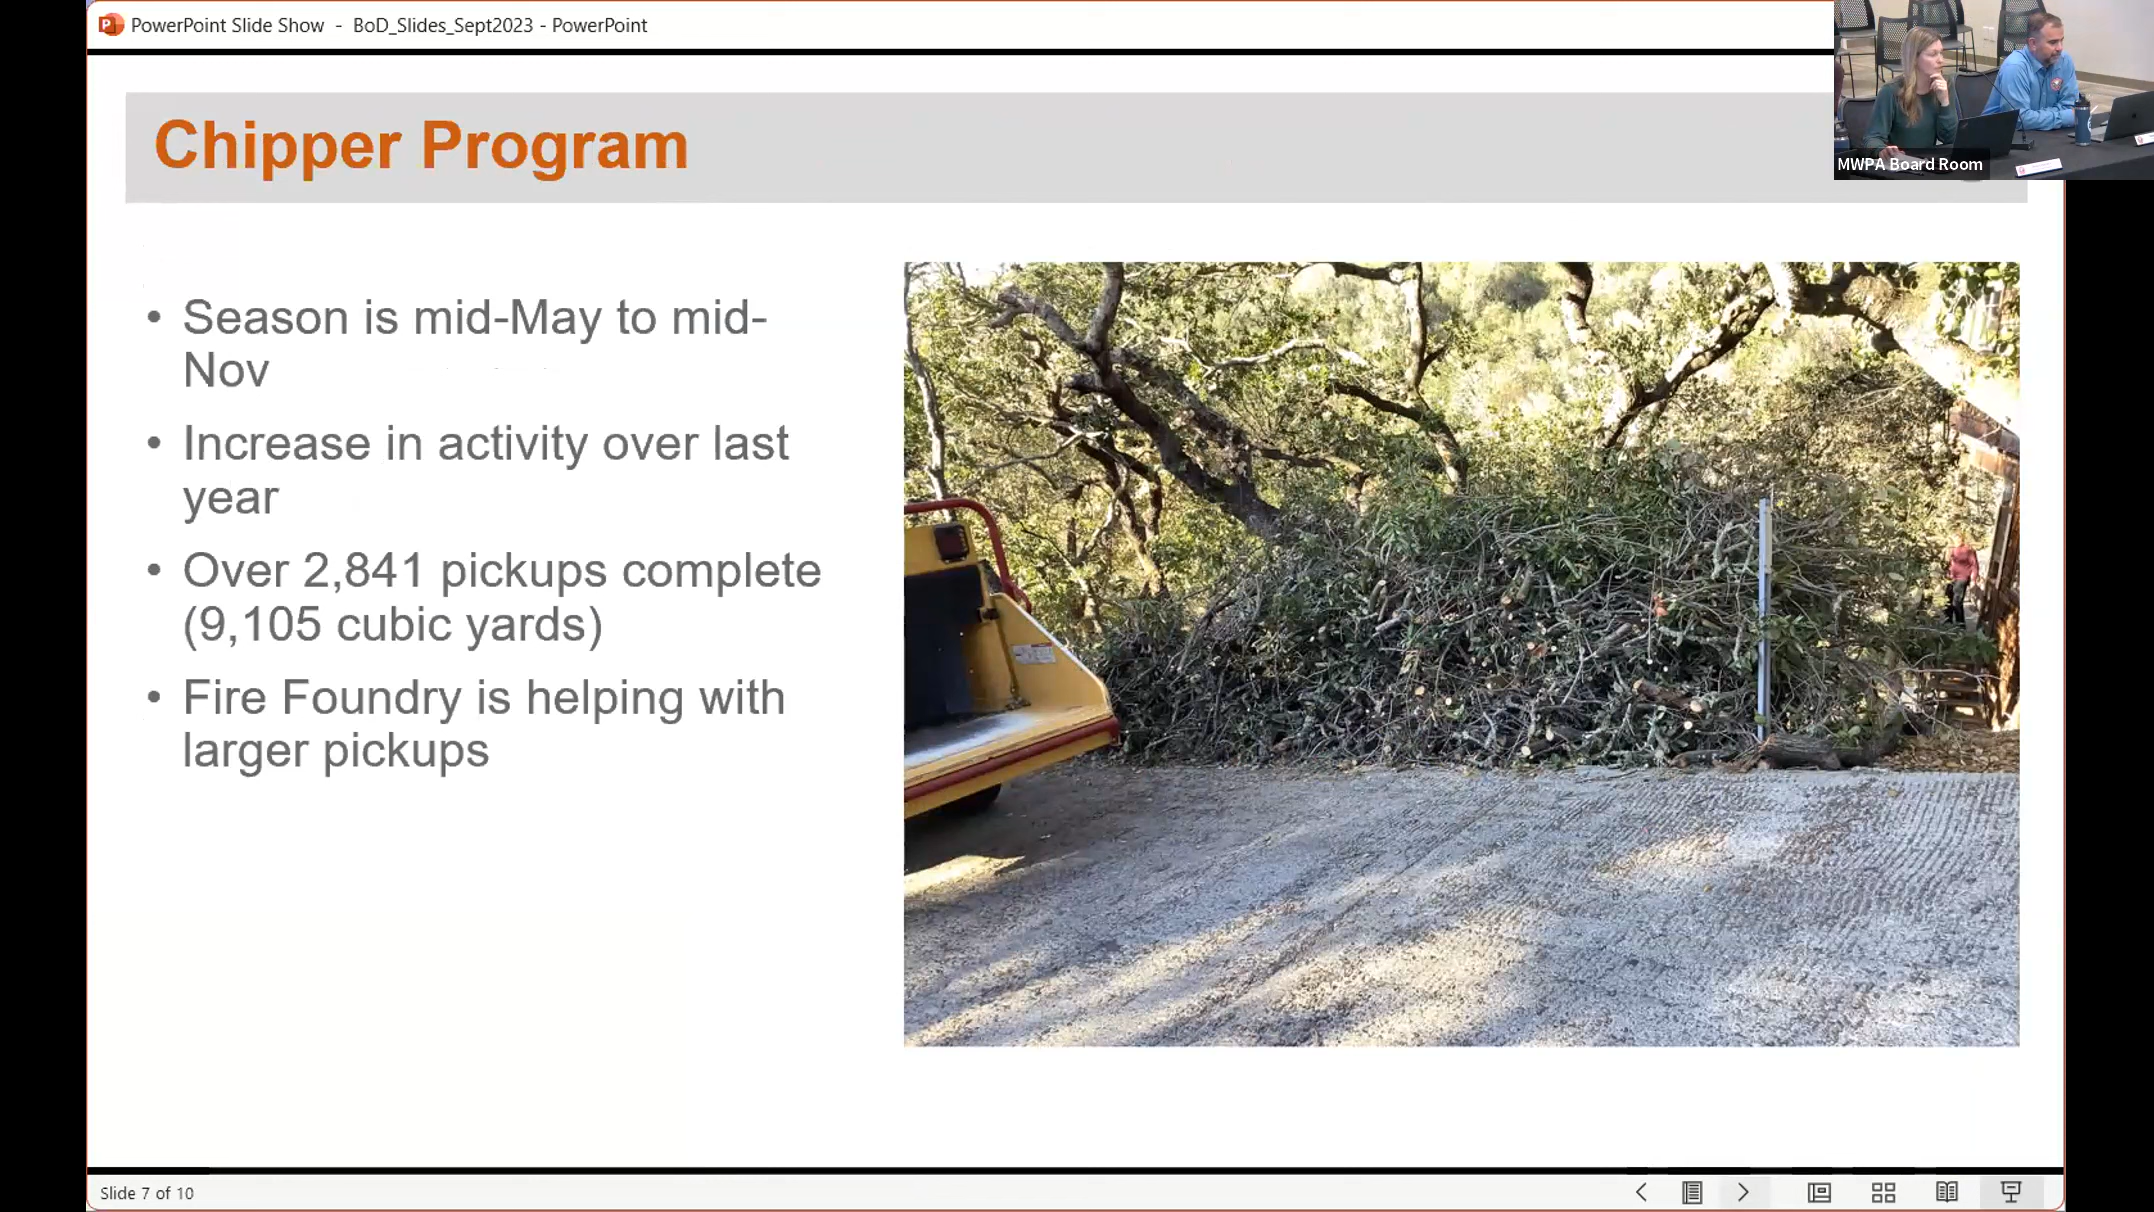 PowerPoint Slide Show - BoD_Slides_Sept2023 - PowerPoint
MWPA Board Room
Chipper Program
• Season is mid-May to mid-
Nov
• Increase in activity over last
year
• Over 2,841 pickups complete
(9,105 cubic yards)
• Fire Foundry is helping with
larger pickups
Slide 7 of 10